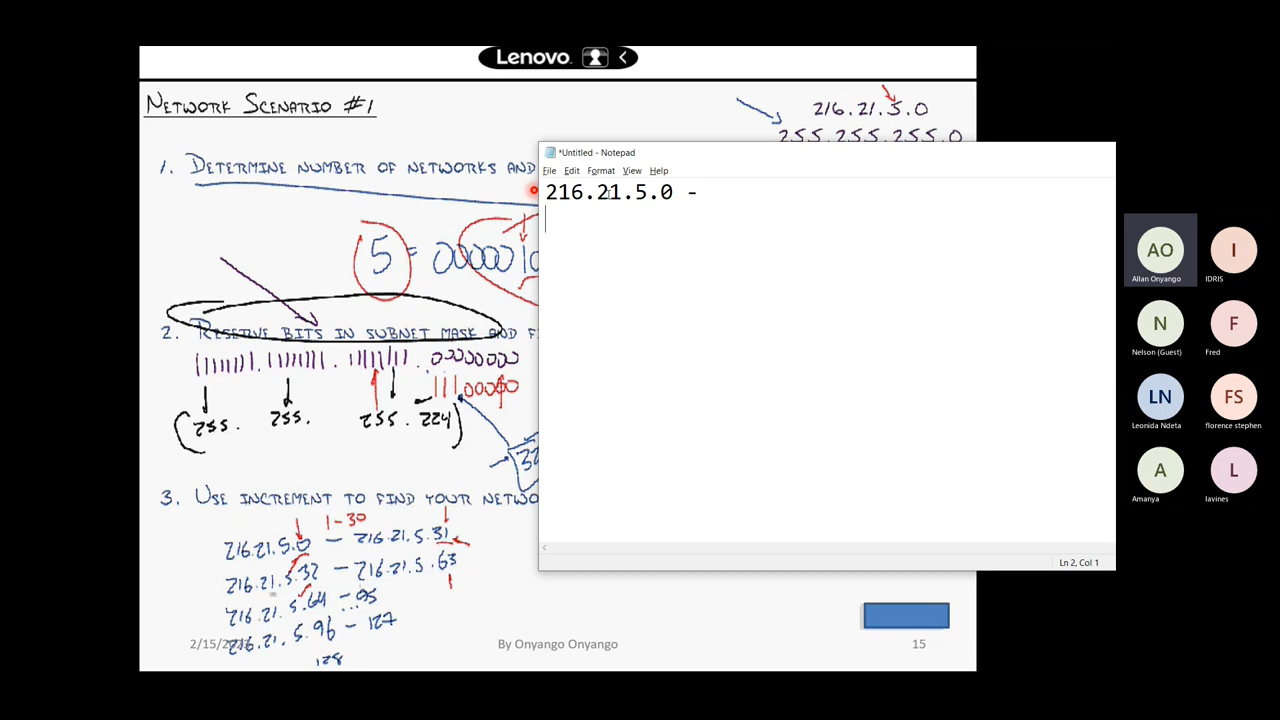 Lenovo
NETWORK SCENARIO #1
216.21.5.0
255.255.255.0
1. DETERMINE NUMBER OF NETWORKS AND
*Untitled - Notepad
File Edit Format View Help
216.21.5.0 -
5 = 0000010
2. RESERVE BITS IN SUBNET MASK AND F
11111111.11111111.11111111.00000000
11100000
255. 255. 255. 224
32
3. USE INCREMENT TO FIND YOUR NETWO
1-30
216.21.5.0 - 216.21.5.31
216.21.5.32 - 216.21.5.63
216.21.5.64 - 95
216.21.5.96 - 127
128
Ln 2, Col 1
By Onyango Onyango
15
AO
Allan Onyango
I
IDRIS
N
Nelson (Guest)
F
Fred
LN
Leonida Ndeta
FS
florence stephen
A
Amanya
L
lavines